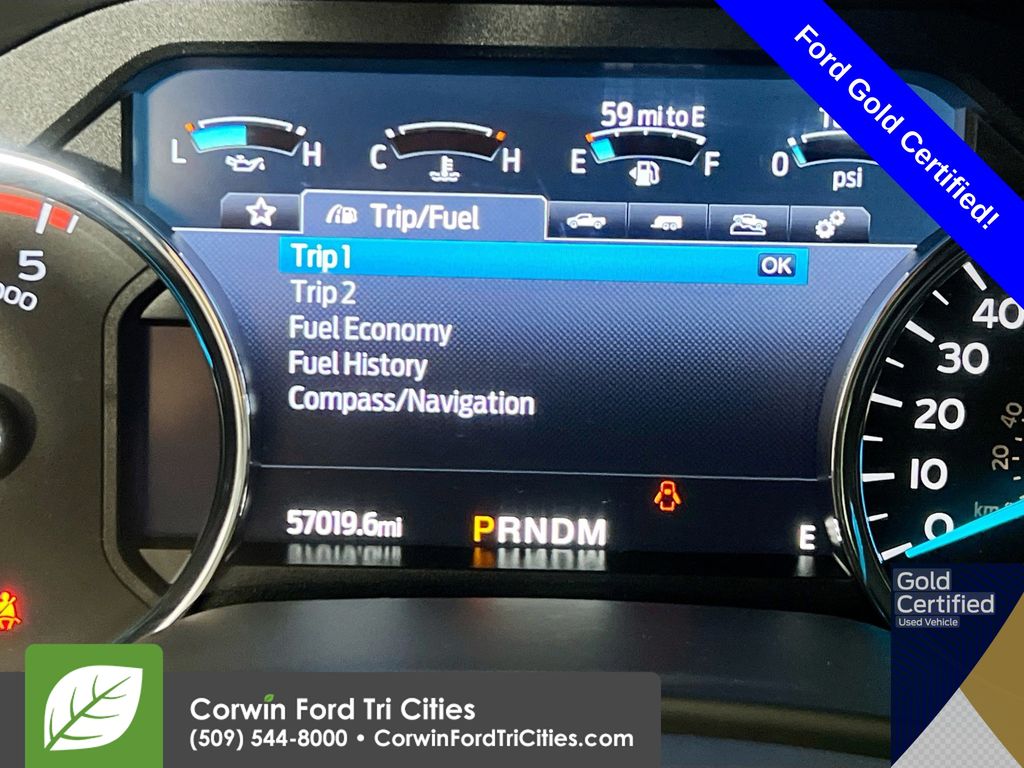 Ford Gold Certified!
59 mi to E
L H
C H
E F
0
psi
Trip/Fuel
Trip 1 OK
Trip 2
Fuel Economy
Fuel History
Compass/Navigation
57019.6mi
PRNDM
E
5
40
30
20
10
0
40
20
Gold
Certified
Used Vehicle
Corwin Ford Tri Cities
(509) 544-8000 • CorwinFordTriCities.com